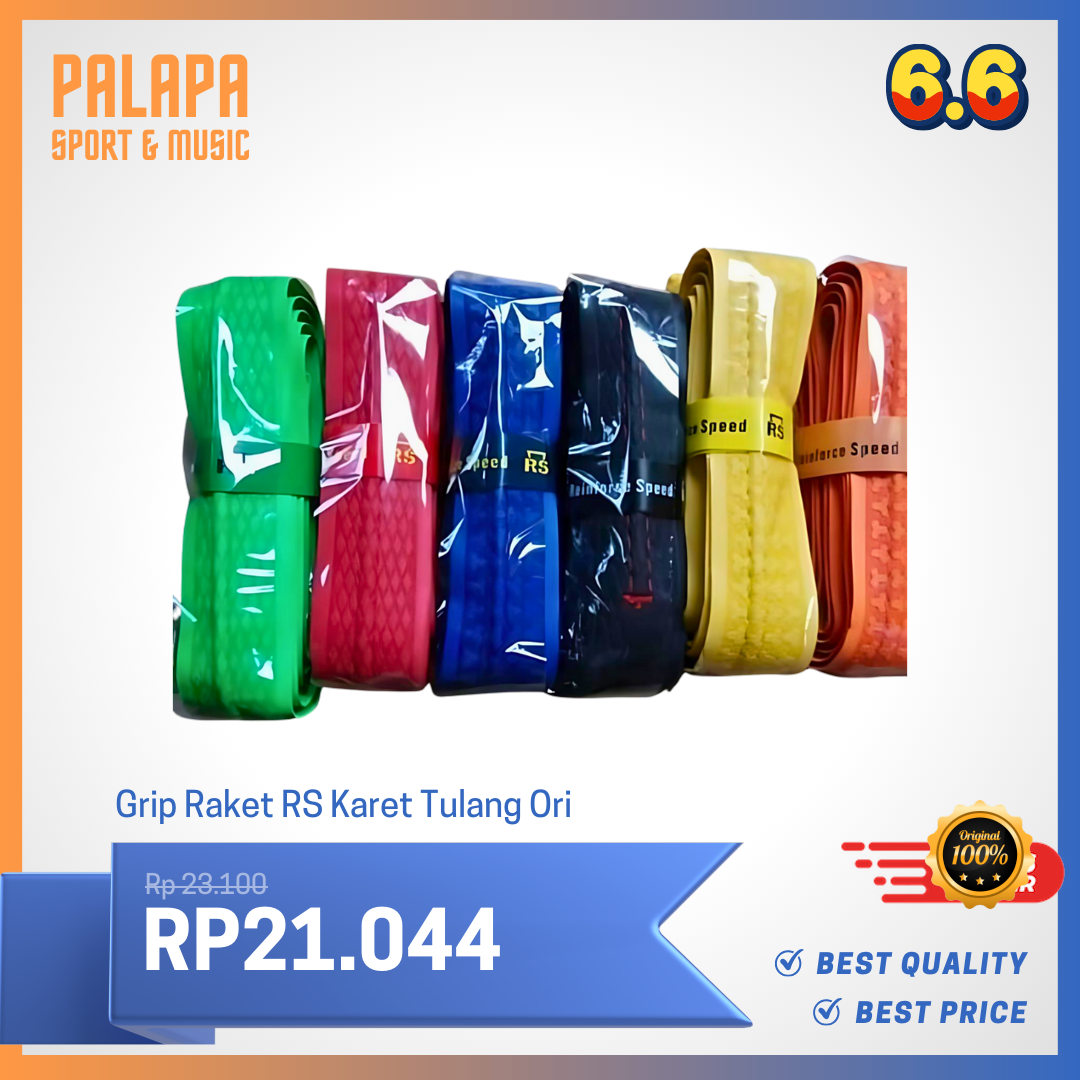 PALAPA
SPORT & MUSIC
6.6
RS
Speed
RS
Reinforce Speed
Speed
RS
Reinforce Speed
Grip Raket RS Karet Tulang Ori
Rp 23.100
RP21.044
Original
100%
BEST QUALITY
BEST PRICE